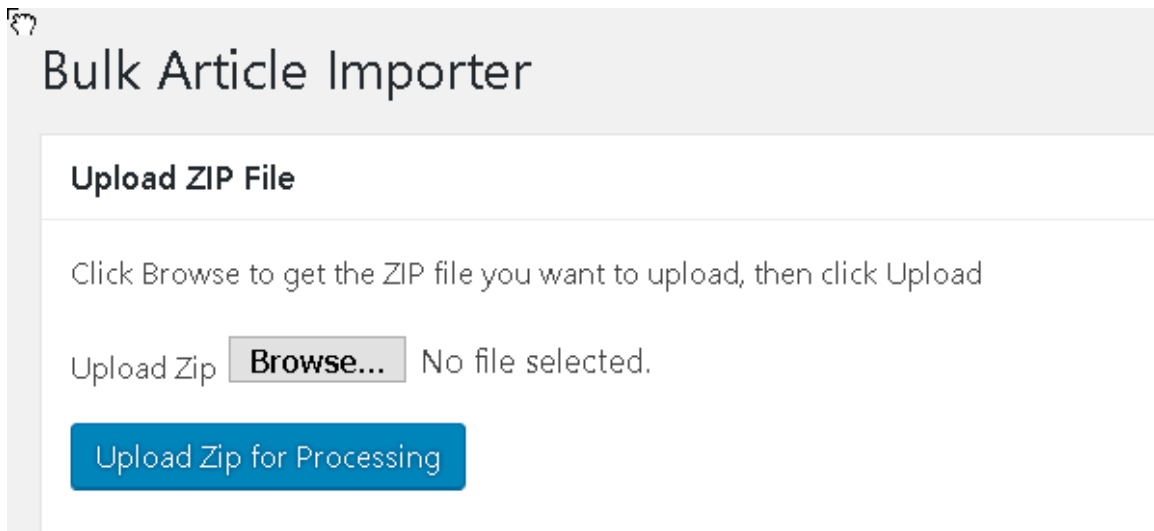 Bulk Article Importer
Upload ZIP File
Click Browse to get the ZIP file you want to upload, then click Upload
Upload Zip Browse... No file selected.
Upload Zip for Processing